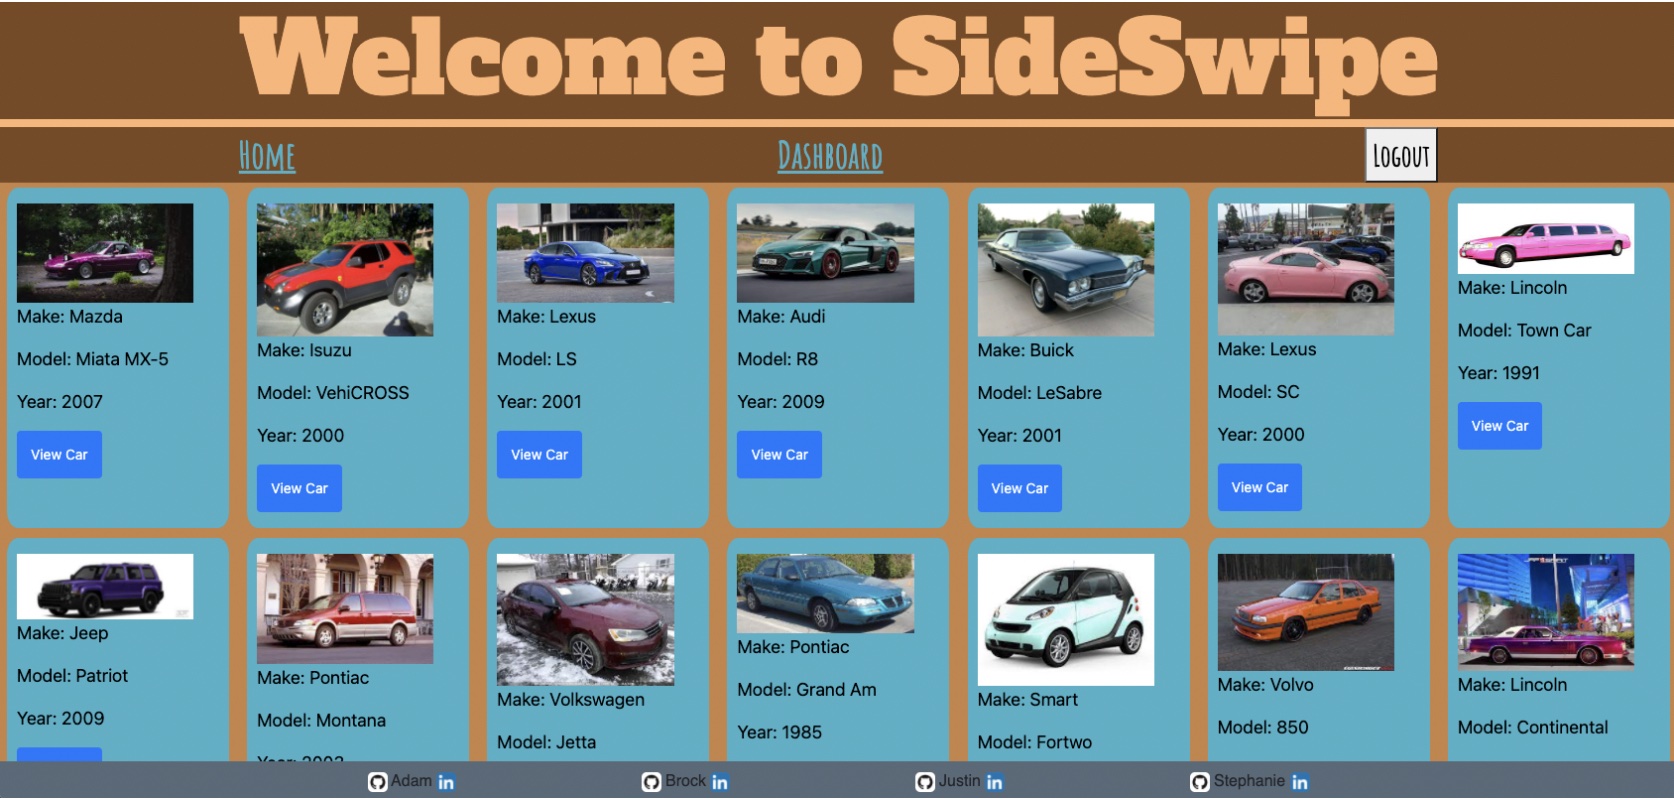 Welcome to SideSwipe
Home
Dashboard
Logout
Make: Mazda
Model: Miata MX-5
Year: 2007
View Car
Make: Isuzu
Model: VehiCROSS
Year: 2000
View Car
Make: Lexus
Model: LS
Year: 2001
View Car
Make: Audi
Model: R8
Year: 2009
View Car
Make: Buick
Model: LeSabre
Year: 2001
View Car
Make: Lexus
Model: SC
Year: 2000
View Car
Make: Lincoln
Model: Town Car
Year: 1991
View Car
Make: Jeep
Model: Patriot
Year: 2009
Make: Pontiac
Model: Montana
Make: Volkswagen
Model: Jetta
Make: Pontiac
Model: Grand Am
Year: 1985
Make: Smart
Model: Fortwo
Make: Volvo
Model: 850
Make: Lincoln
Model: Continental
Adam in
Brock in
Justin in
Stephanie in